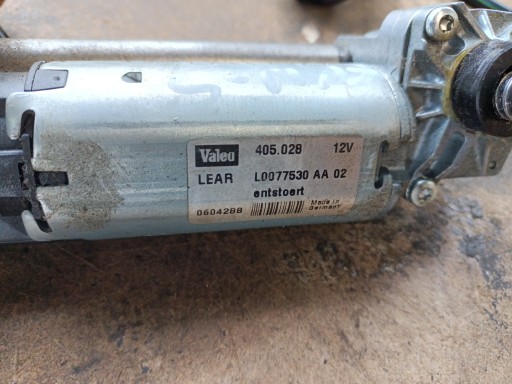 Valeo 405.028 12V
LEAR L0077530 AA 02
entstoert
0604288 Made in
Germany